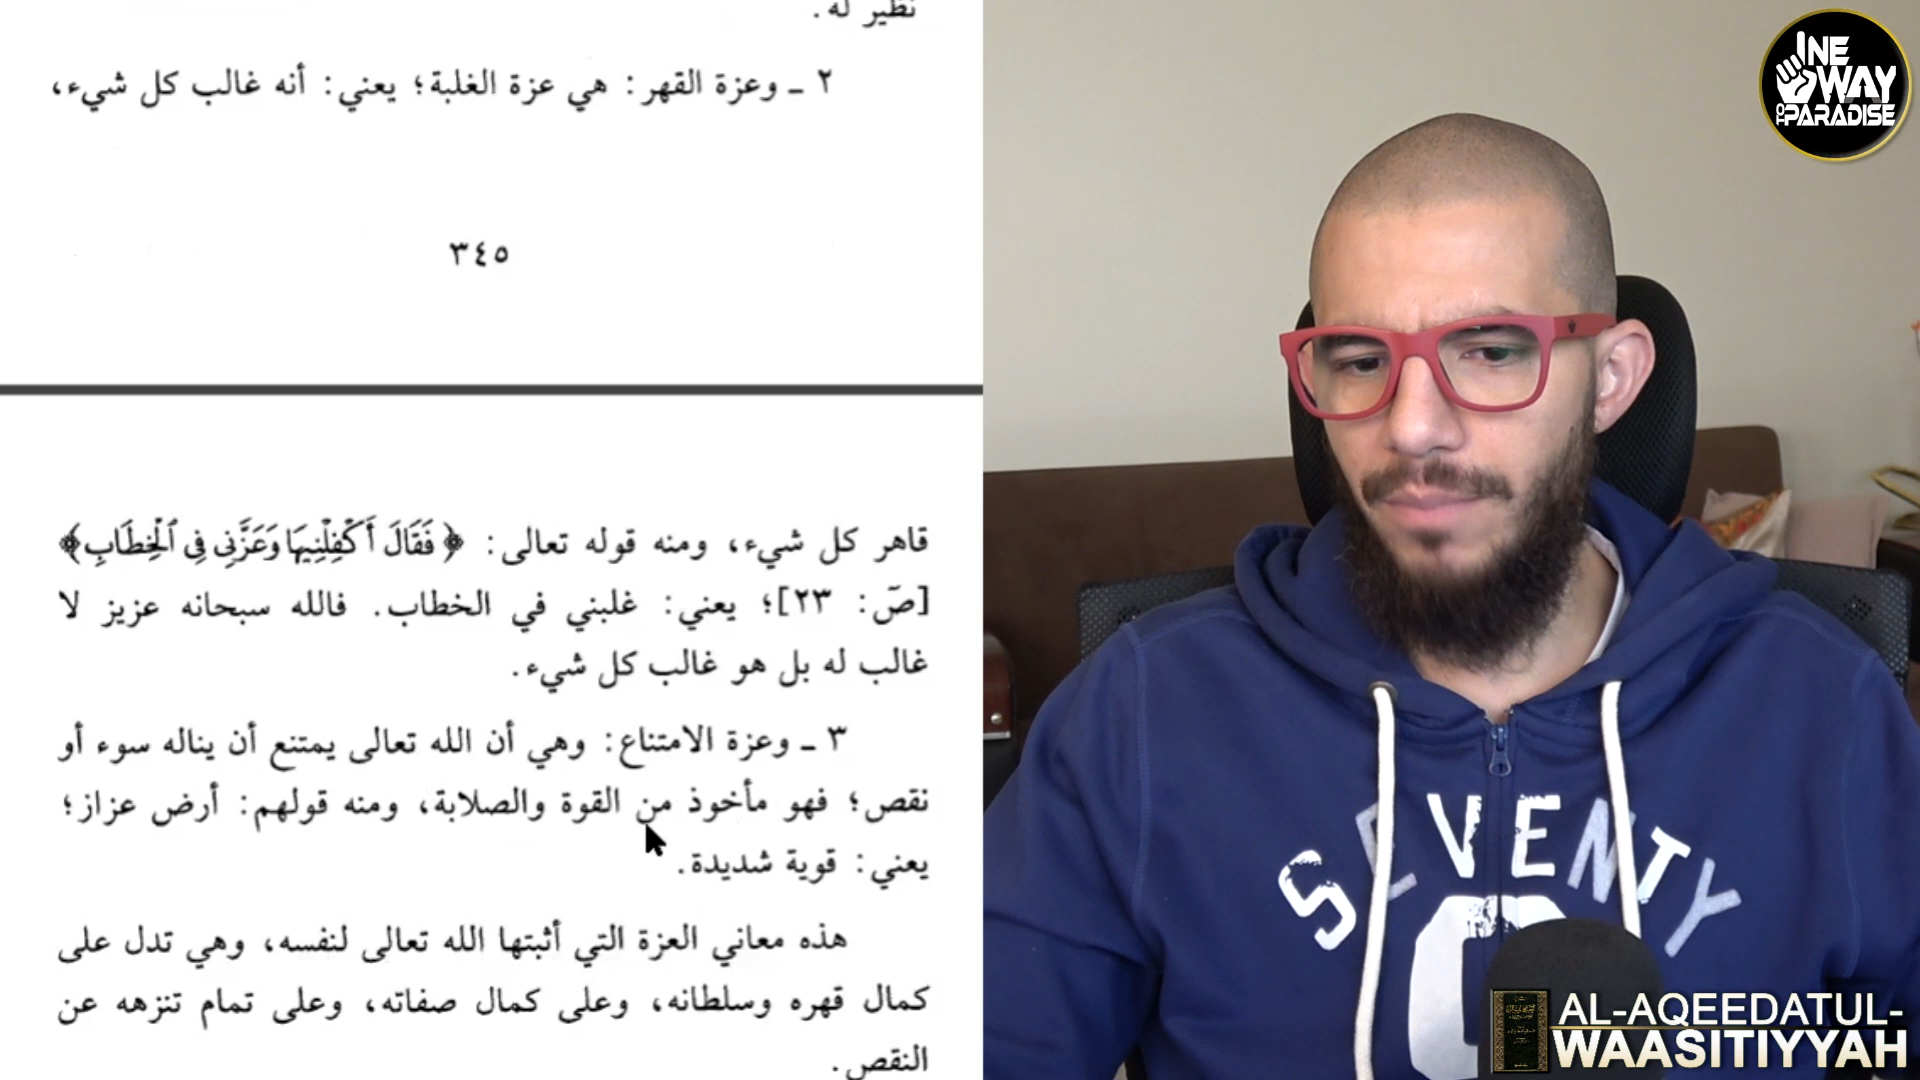 نظير له.
٢ ـ وعزة القهر: هي عزة الغلبة؛ يعني: أنه غالب كل شيء،
٣٤٥
قاهر كل شيء، ومنه قوله تعالى: ﴿فَقَالَ أَكْفِلْنِيهَا وَعَزَّنِى فِى ٱلْخِطَابِ﴾
[صَ: ٢٣]؛ يعني: غلبني في الخطاب. فالله سبحانه عزيز لا
غالب له بل هو غالب كل شيء.
٣ ـ وعزة الامتناع: وهي أن الله تعالى يمتنع أن يناله سوء أو
نقص؛ فهو مأخوذ من القوة والصلابة، ومنه قولهم: أرض عزاز؛
يعني: قوية شديدة.
هذه معاني العزة التي أثبتها الله تعالى لنفسه، وهي تدل على
كمال قهره وسلطانه، وعلى كمال صفاته، وعلى تمام تنزهه عن
النقص.
ONE
WAY
TO PARADISE
SEVENTY
AL-AQEEDATUL-
WAASITIYYAH